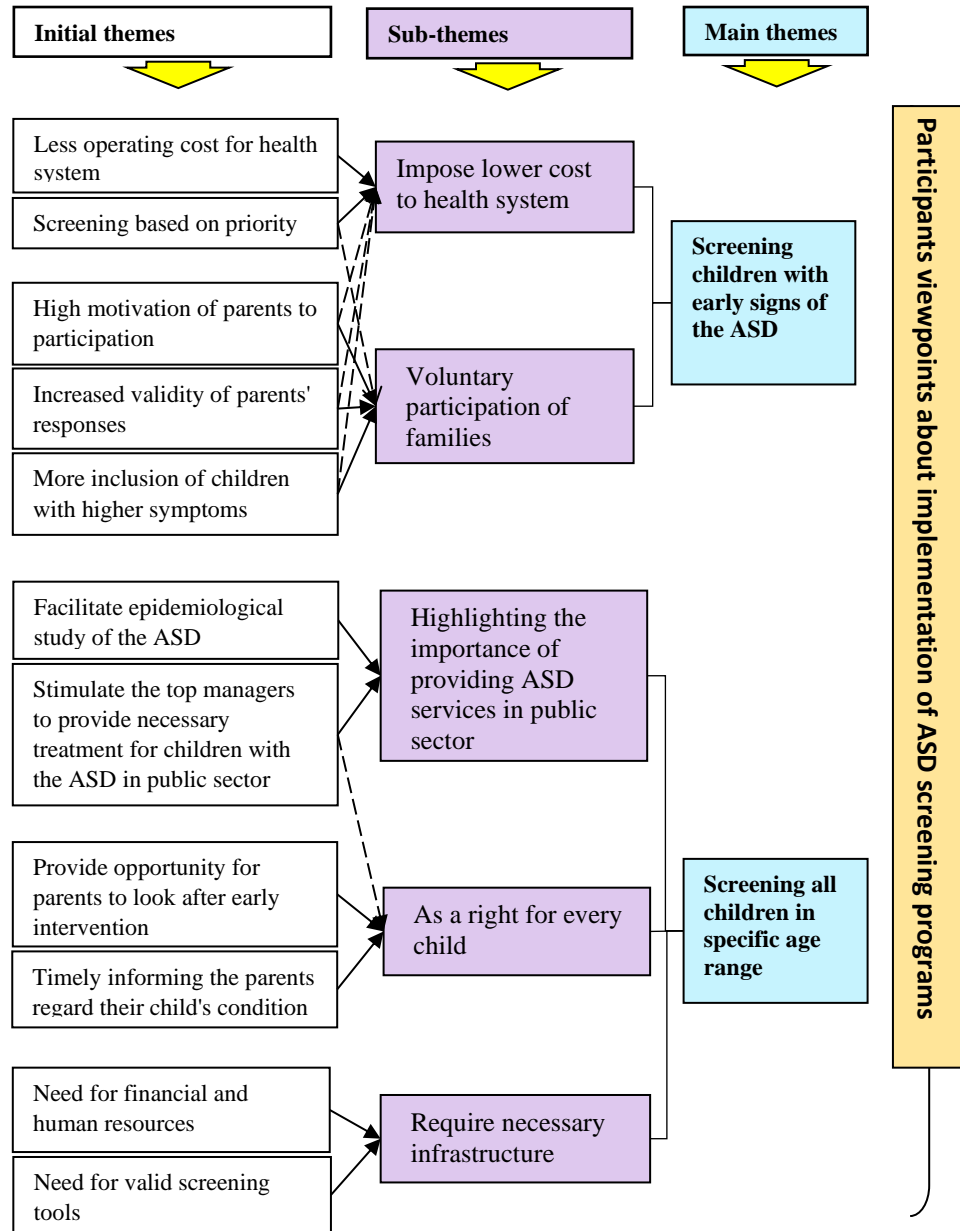 Initial themes
Sub-themes
Main themes
Less operating cost for health
system
Screening based on priority
High motivation of parents to
participation
Increased validity of parents'
responses
More inclusion of children
with higher symptoms
Impose lower cost
to health system
Voluntary
participation of
families
Screening
children with
early signs of
the ASD
Facilitate epidemiological
study of the ASD
Stimulate the top managers
to provide necessary
treatment for children with
the ASD in public sector
Provide opportunity for
parents to look after early
intervention
Timely informing the parents
regard their child's condition
Need for financial and
human resources
Need for valid screening
tools
Highlighting the
importance of
providing ASD
services in public
sector
As a right for every
child
Require necessary
infrastructure
Screening all
children in
specific age
range
Participants viewpoints about implementation of ASD screening programs